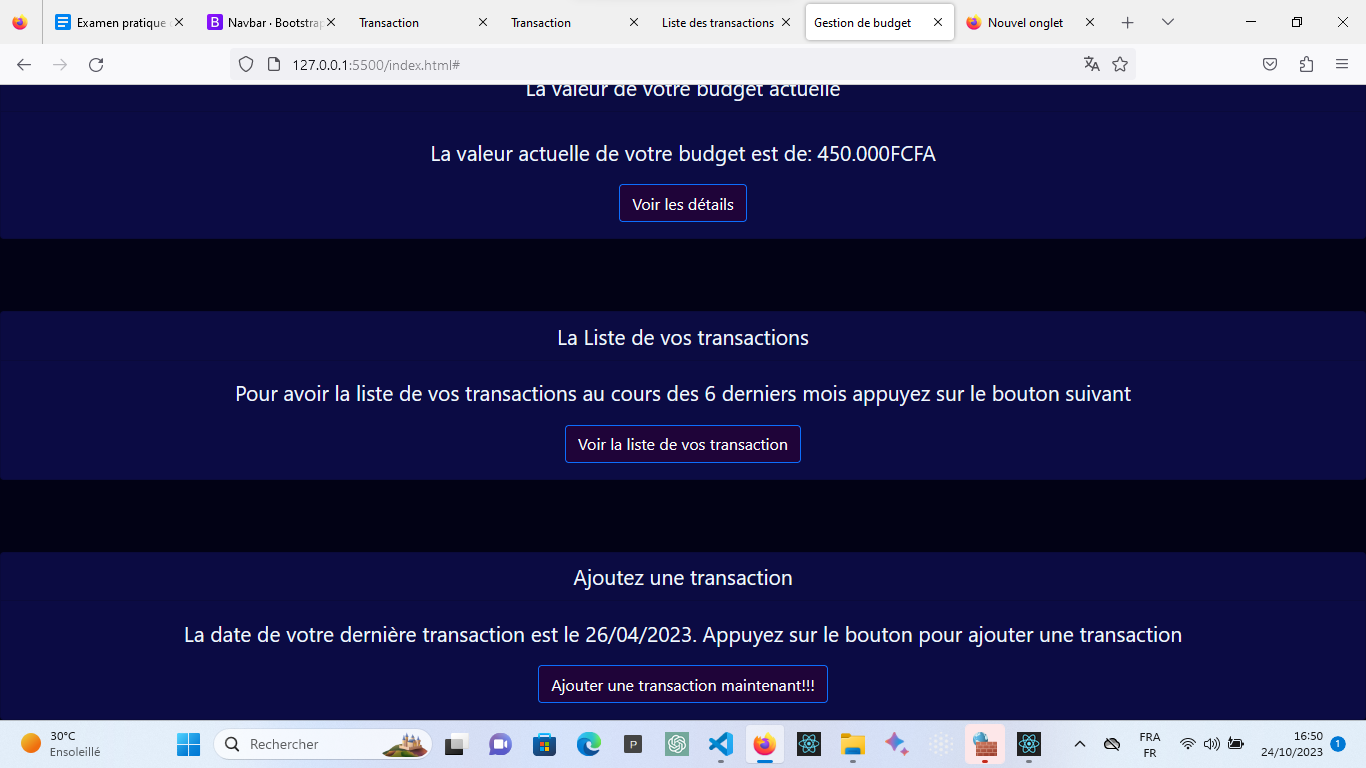 Examen pratique
Navbar · Bootstrap
Transaction
Transaction
Liste des transactions
Gestion de budget
Nouvel onglet
127.0.0.1:5500/index.html#
La valeur de votre budget actuelle
La valeur actuelle de votre budget est de: 450.000FCFA
Voir les détails
La Liste de vos transactions
Pour avoir la liste de vos transactions au cours des 6 derniers mois appuyez sur le bouton suivant
Voir la liste de vos transaction
Ajoutez une transaction
La date de votre dernière transaction est le 26/04/2023. Appuyez sur le bouton pour ajouter une transaction
Ajouter une transaction maintenant!!!
30°C
Ensoleillé
Rechercher
P
FRA
FR
16:50
24/10/2023
1